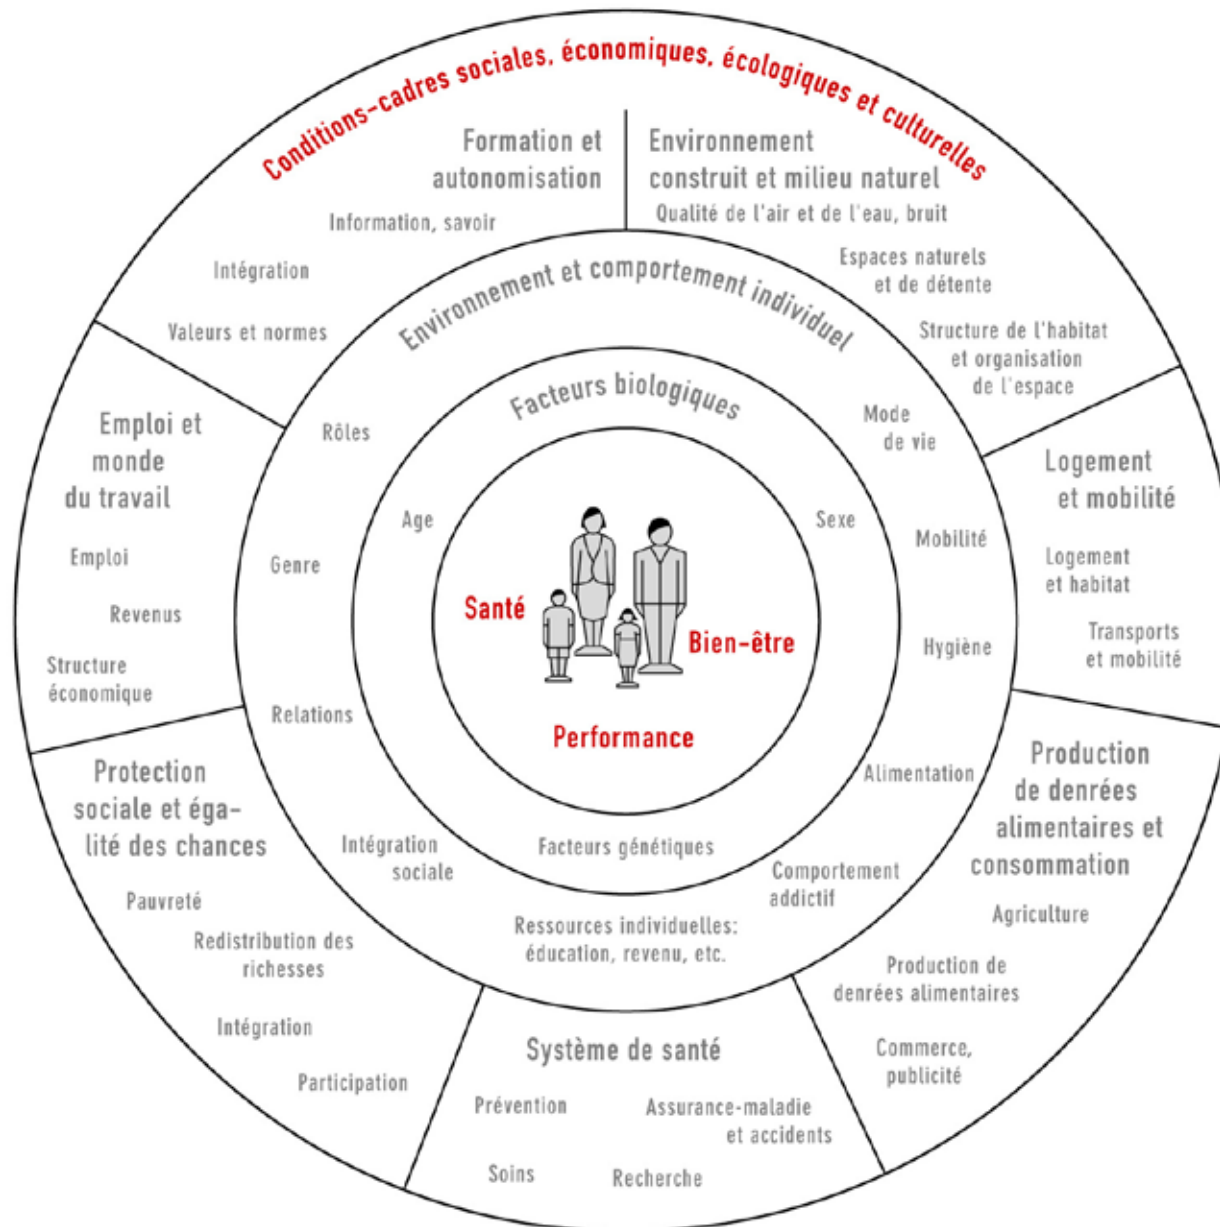 Conditions-cadres sociales, économiques, écologiques et culturelles
Formation et
autonomisation
Information, savoir
Intégration
Valeurs et normes
Environnement
construit et milieu naturel
Qualité de l'air et de l'eau, bruit
Espaces naturels
et de détente
Structure de l'habitat
et organisation
de l'espace
Logement
et mobilité
Logement
et habitat
Transports
et mobilité
Production
de denrées
alimentaires et
consommation
Agriculture
Production de
denrées alimentaires
Commerce,
publicité
Système de santé
Prévention
Assurance-maladie
et accidents
Soins
Recherche
Protection
sociale et éga-
lité des chances
Pauvreté
Redistribution des
richesses
Intégration
Participation
Emploi et
monde
du travail
Emploi
Revenus
Structure
économique
Environnement et comportement individuel
Mode
de vie
Mobilité
Hygiène
Alimentation
Comportement
addictif
Ressources individuelles:
éducation, revenu, etc.
Intégration
sociale
Relations
Genre
Rôles
Facteurs biologiques
Age
Sexe
Facteurs génétiques
Santé
Bien-être
Performance